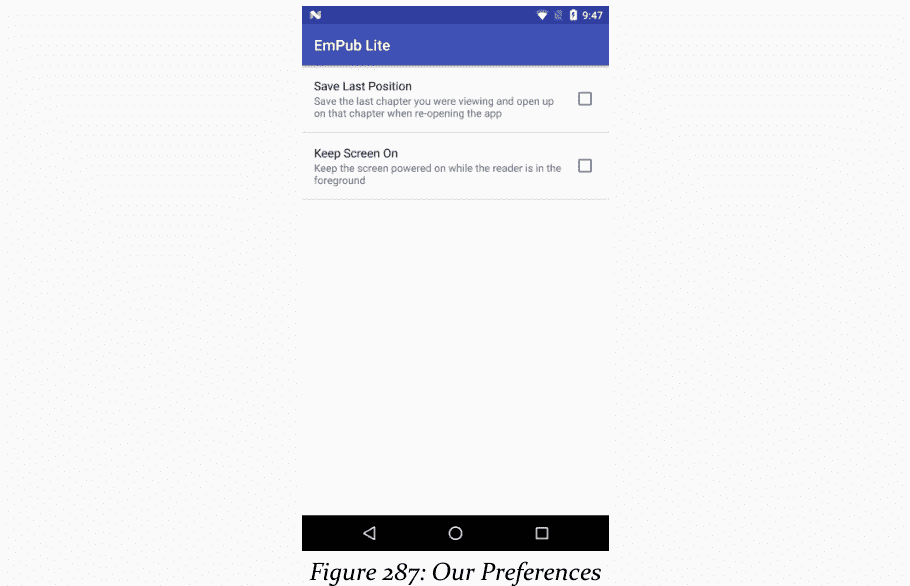 9:47
EmPub Lite
Save Last Position
Save the last chapter you were viewing and open up
on that chapter when re-opening the app
Keep Screen On
Keep the screen powered on while the reader is in the
foreground
Figure 287: Our Preferences